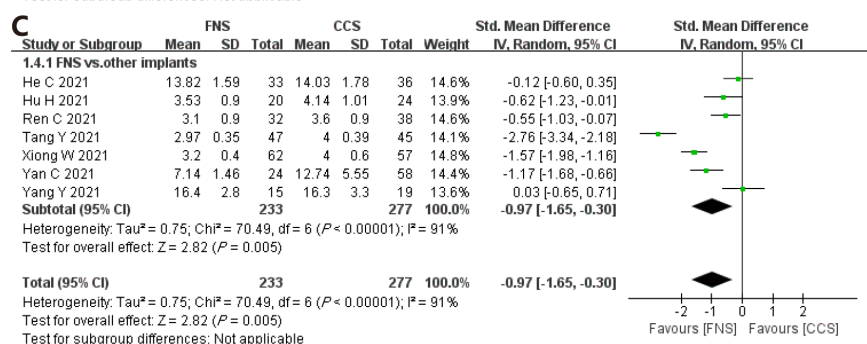 C
FNS CCS Std. Mean Difference Std. Mean Difference
Study or Subgroup Mean SD Total Mean SD Total Weight IV, Random, 95% CI IV, Random, 95% CI
1.4.1 FNS vs.other implants
He C 2021 13.82 1.59 33 14.03 1.78 36 14.6% -0.12 [-0.60, 0.35]
Hu H 2021 3.53 0.9 20 4.14 1.01 24 13.9% -0.62 [-1.23, -0.01]
Ren C 2021 3.1 0.9 32 3.6 0.9 38 14.6% -0.55 [-1.03, -0.07]
Tang Y 2021 2.97 0.35 47 4 0.39 45 14.1% -2.76 [-3.34, -2.18]
Xiong W 2021 3.2 0.4 62 4 0.6 57 14.8% -1.57 [-1.98, -1.16]
Yan C 2021 7.14 1.46 24 12.74 5.55 58 14.4% -1.17 [-1.68, -0.66]
Yang Y 2021 16.4 2.8 15 16.3 3.3 19 13.6% 0.03 [-0.65, 0.71]
Subtotal (95% CI) 233 277 100.0% -0.97 [-1.65, -0.30]
Heterogeneity: Tau² = 0.75; Chi² = 70.49, df = 6 (P < 0.00001); I² = 91%
Test for overall effect: Z = 2.82 (P = 0.005)
Total (95% CI) 233 277 100.0% -0.97 [-1.65, -0.30]
Heterogeneity: Tau² = 0.75; Chi² = 70.49, df = 6 (P < 0.00001); I² = 91%
Test for overall effect: Z = 2.82 (P = 0.005)
Test for subgroup differences: Not applicable
-2 -1 0 1 2
Favours [FNS] Favours [CCS]